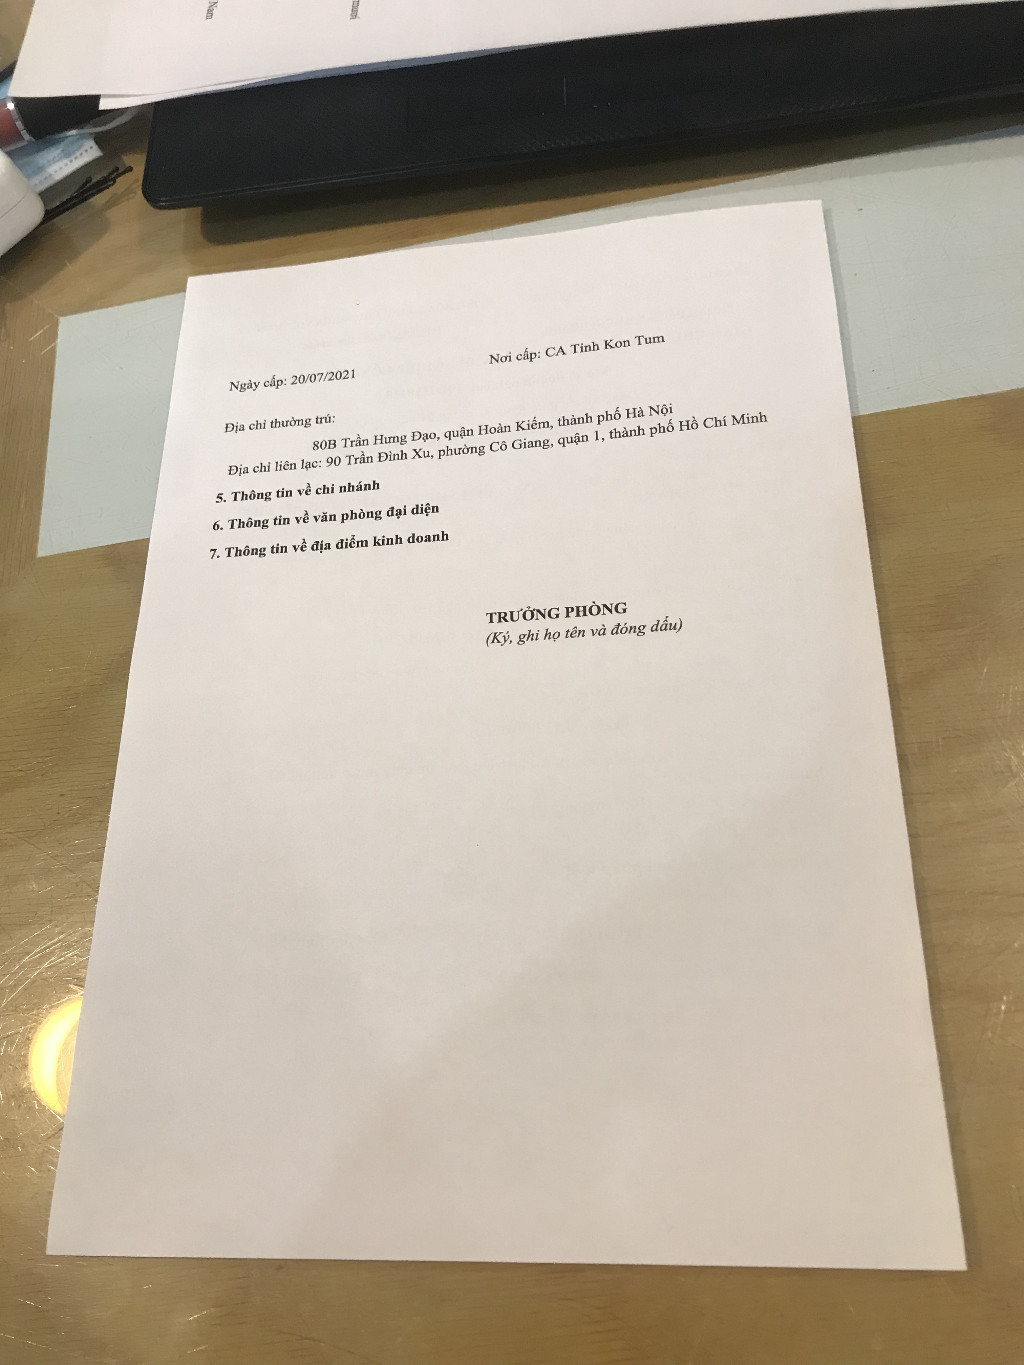 Nam
mươi
Ngày cấp: 20/07/2021
Nơi cấp: CA Tỉnh Kon Tum
Địa chỉ thường trú:
80B Trần Hưng Đạo, quận Hoàn Kiếm, thành phố Hà Nội
Địa chỉ liên lạc: 90 Trần Đình Xu, phường Cô Giang, quận 1, thành phố Hồ Chí Minh
5. Thông tin về chi nhánh
6. Thông tin về văn phòng đại diện
7. Thông tin về địa điểm kinh doanh
TRƯỞNG PHÒNG
(Ký, ghi họ tên và đóng dấu)